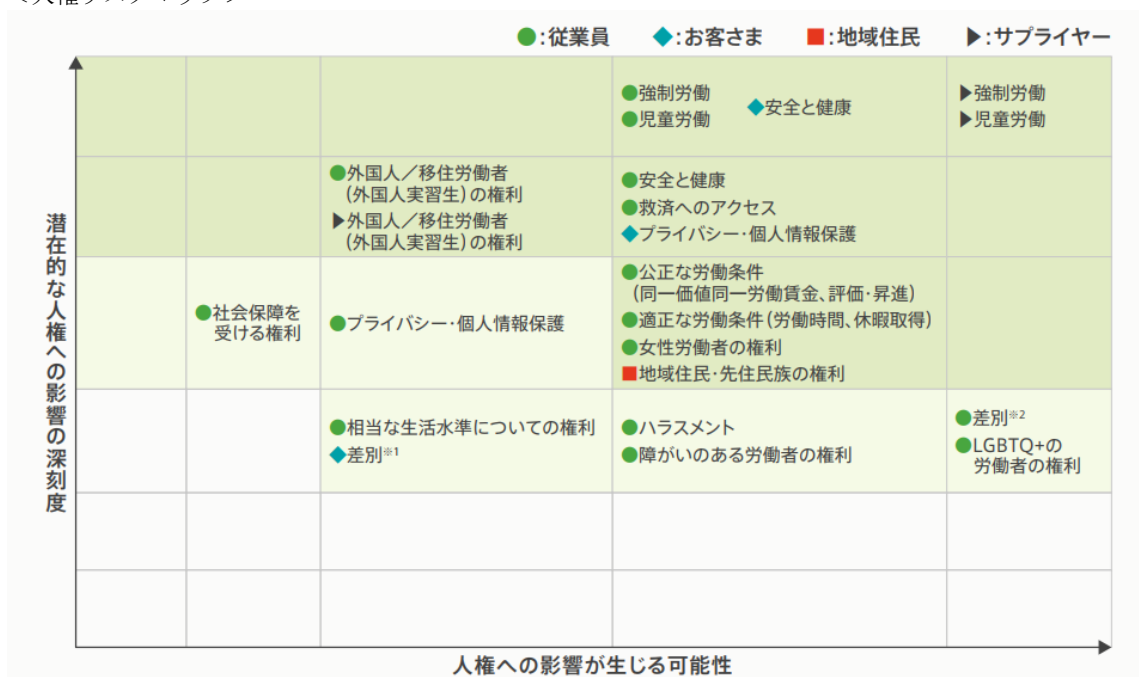 ●:従業員 ◆:お客さま ■:地域住民 ▶:サプライヤー
潜在的な人権への影響の深刻度
●強制労働
●児童労働
◆安全と健康
▶強制労働
▶児童労働
●外国人／移住労働者
(外国人実習生)の権利
▶外国人／移住労働者
(外国人実習生)の権利
●安全と健康
●救済へのアクセス
◆プライバシー・個人情報保護
●社会保障を
受ける権利
●プライバシー・個人情報保護
●公正な労働条件
(同一価値同一労働賃金、評価・昇進)
●適正な労働条件(労働時間、休暇取得)
●女性労働者の権利
■地域住民・先住民族の権利
●相当な生活水準についての権利
◆差別※1
●ハラスメント
●障がいのある労働者の権利
●差別※2
●LGBTQ+の
労働者の権利
人権への影響が生じる可能性